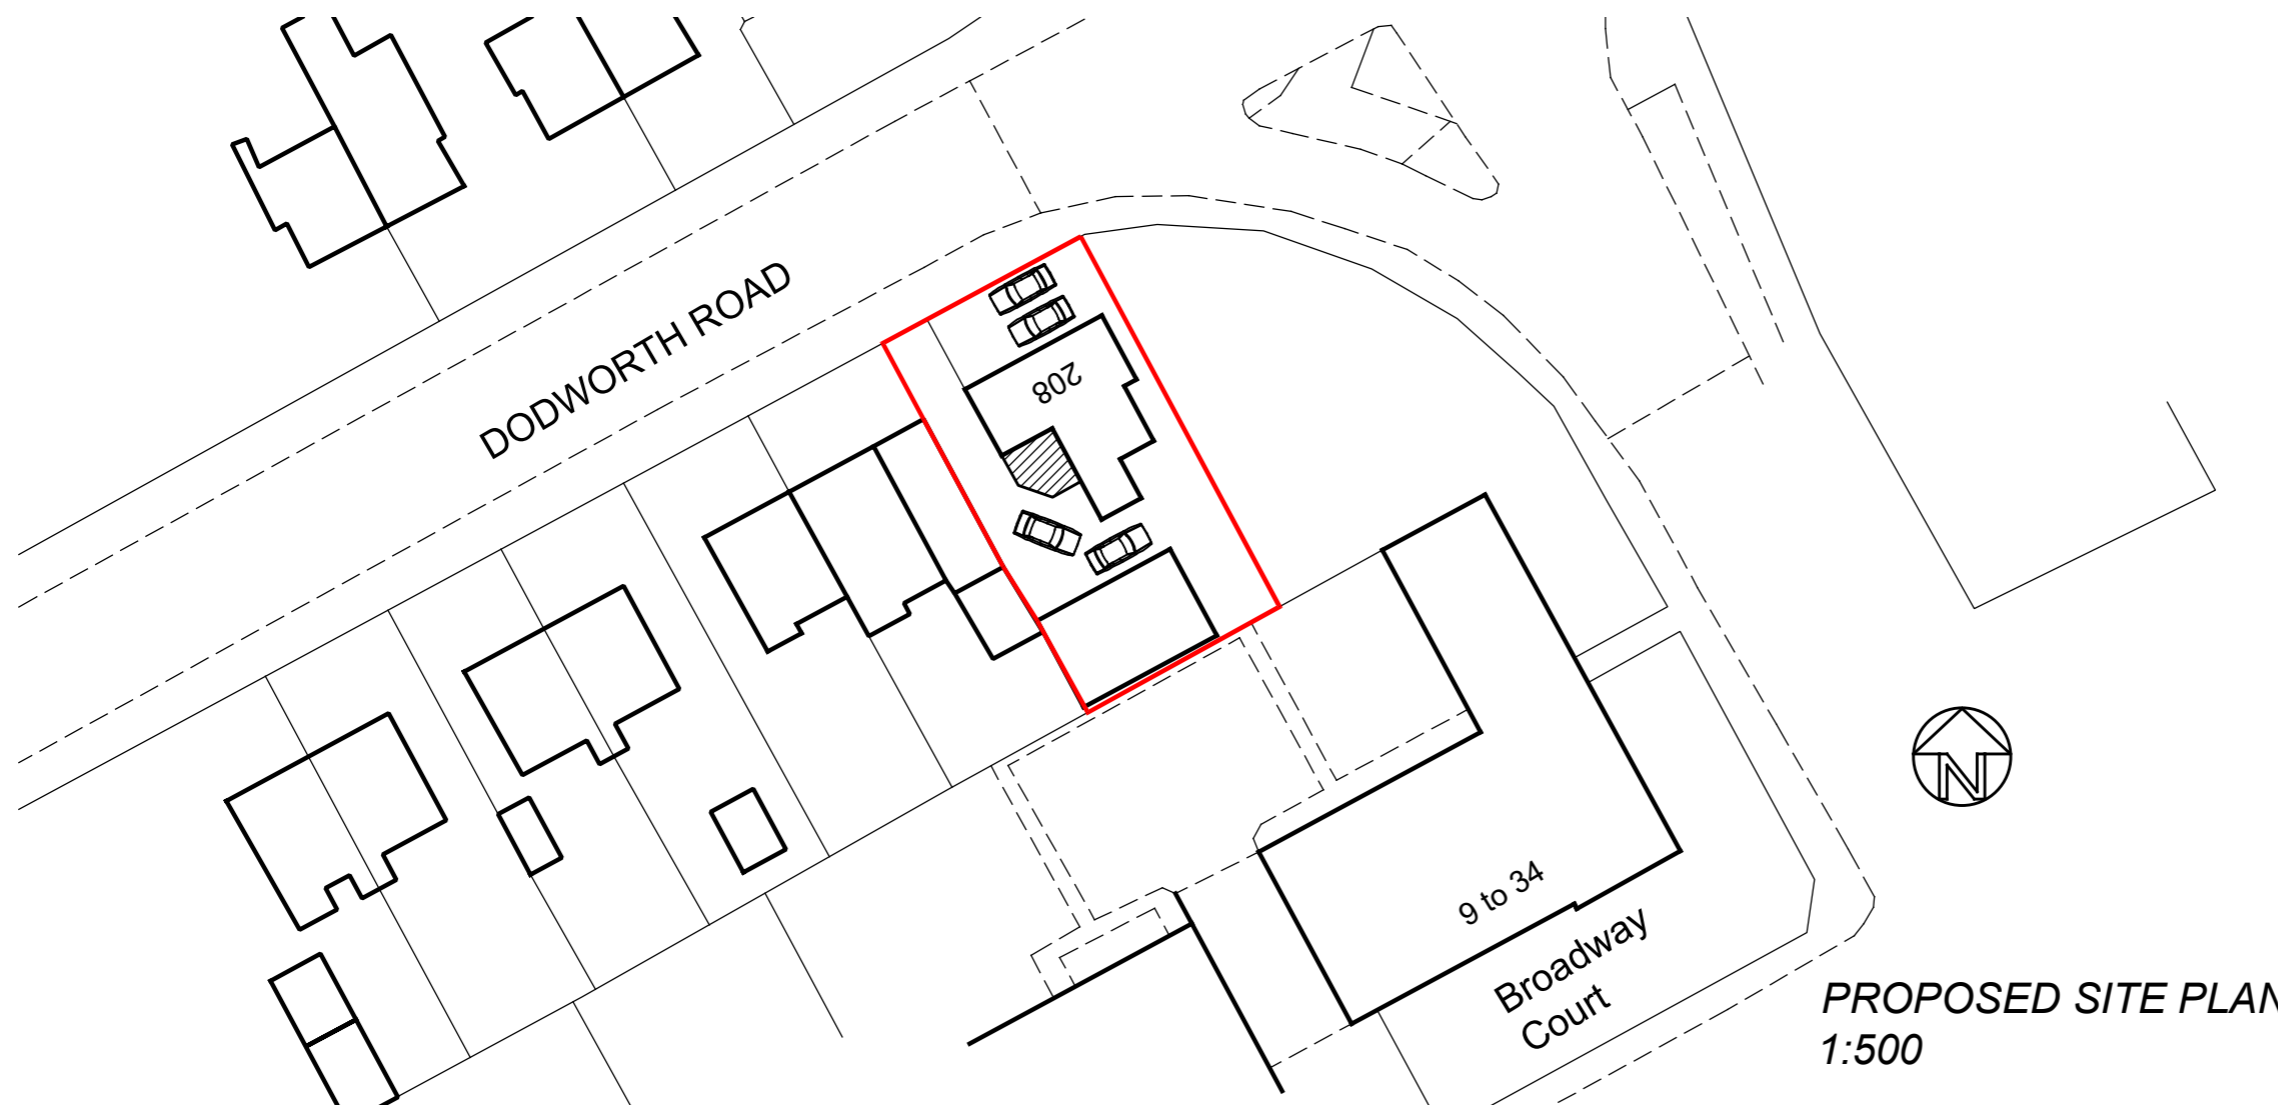 DODWORTH ROAD
208
9 to 34
Broadway
Court
N
PROPOSED SITE PLAN
1:500